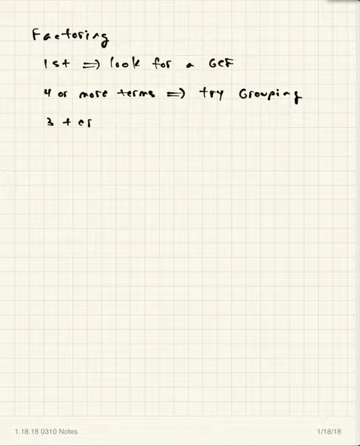 Factoring
1st => look for a GCF
4 or more terms => try Grouping
3 ter
1.18.18 0310 Notes
1/18/18